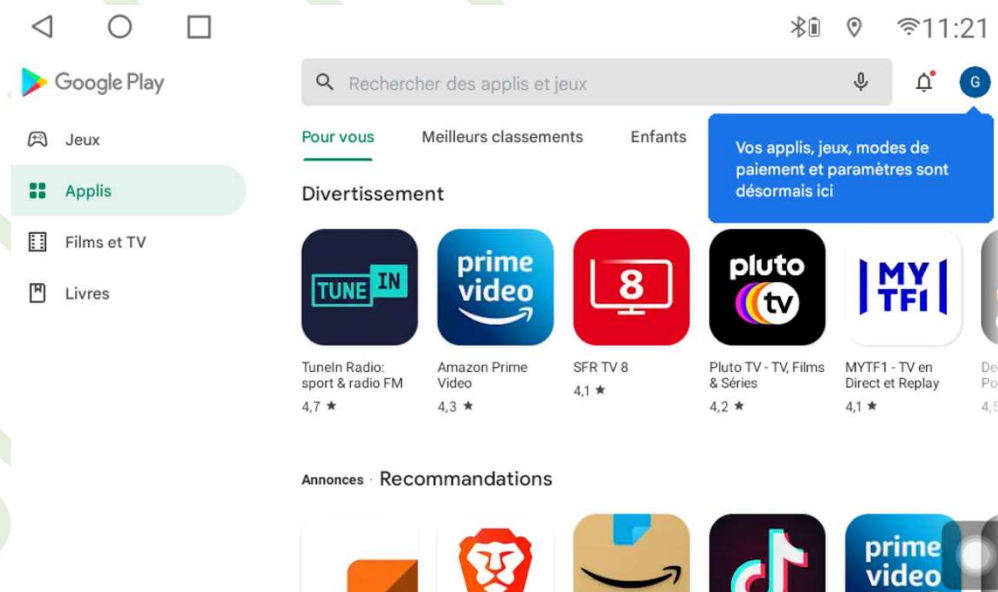 11:21
Google Play
Rechercher des applis et jeux
G
Jeux
Applis
Films et TV
Livres
Pour vous
Meilleurs classements
Enfants
Vos applis, jeux, modes de
paiement et paramètres sont
désormais ici
Divertissement
TUNE IN
prime
video
8
pluto
tv
MY
TF1
TuneIn Radio:
sport & radio FM
4,7 ★
Amazon Prime
Video
4,3 ★
SFR TV 8
4,1 ★
Pluto TV - TV, Films
& Séries
4,2 ★
MYTF1 - TV en
Direct et Replay
4,1 ★
Annonces · Recommandations
prime
video